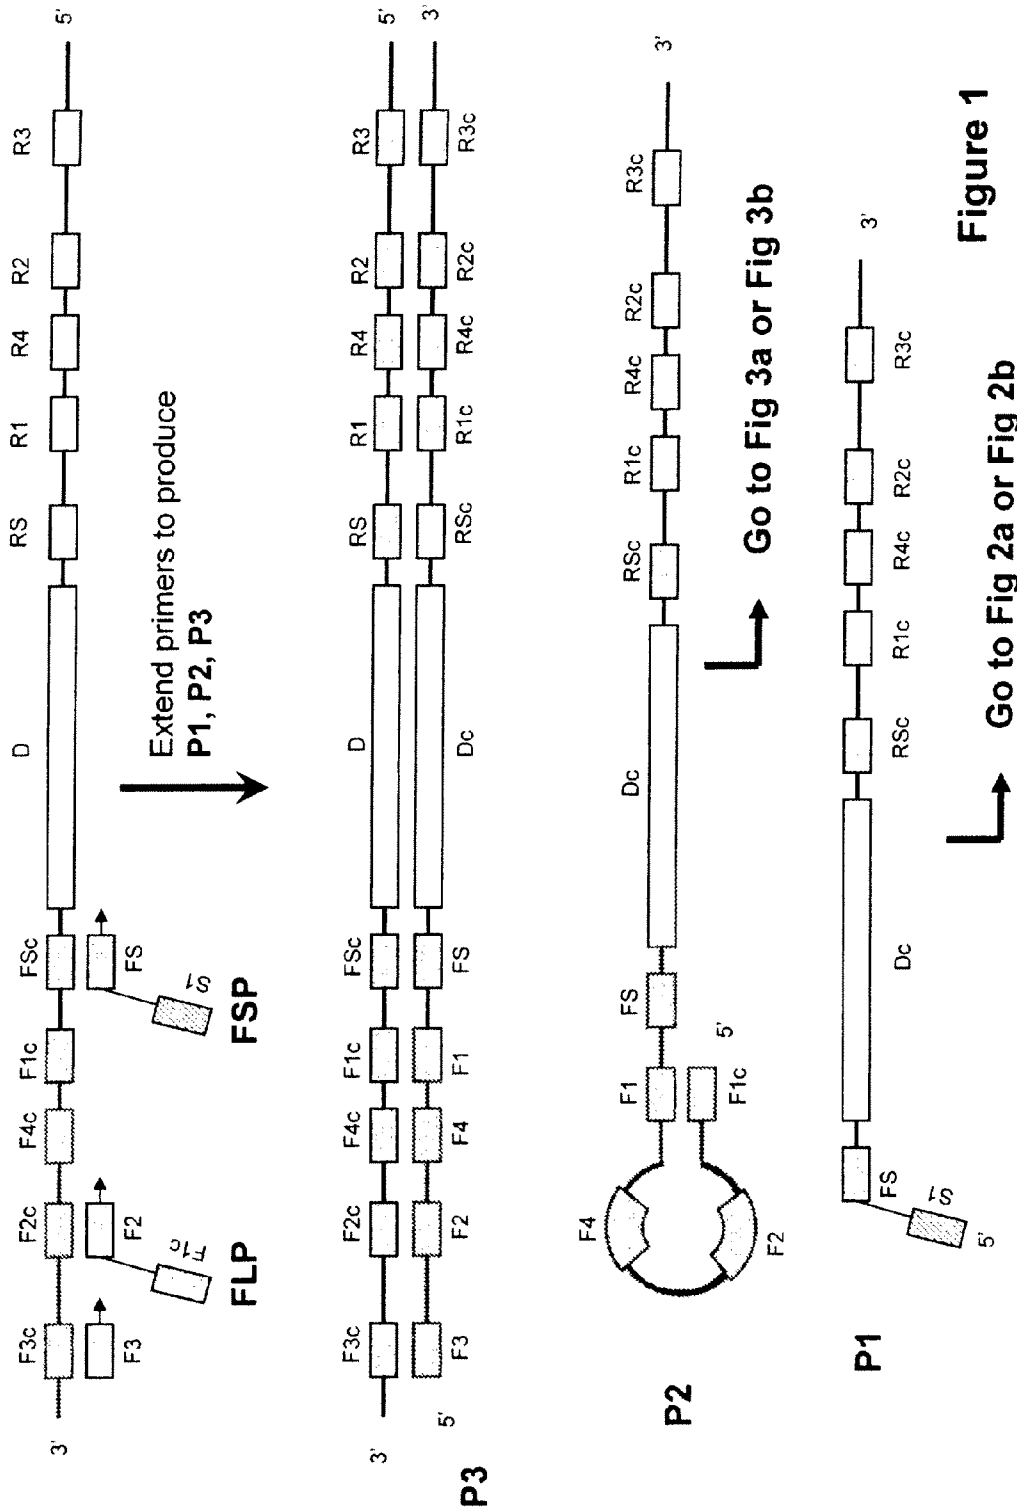 3'
F3c
F2c
F4c
F1c
FSc
D
RS
R1
R4
R2
R3
5'
F3
F2
F1c
FS
S1
FLP
FSP
Extend primers to produce
P1, P2, P3
3'
F3c
F2c
F4c
F1c
FSc
D
RS
R1
R4
R2
R3
5'
5'
F3
F2
F4
F1
FS
Dc
RSc
R1c
R4c
R2c
R3c
3'
P3
F4
F2
F1
F1c
5'
FS
Dc
RSc
R1c
R4c
R2c
R3c
3'
P2
Go to Fig 3a or Fig 3b
P1
5'
S1
FS
Dc
RSc
R1c
R4c
R2c
R3c
3'
Go to Fig 2a or Fig 2b
Figure 1